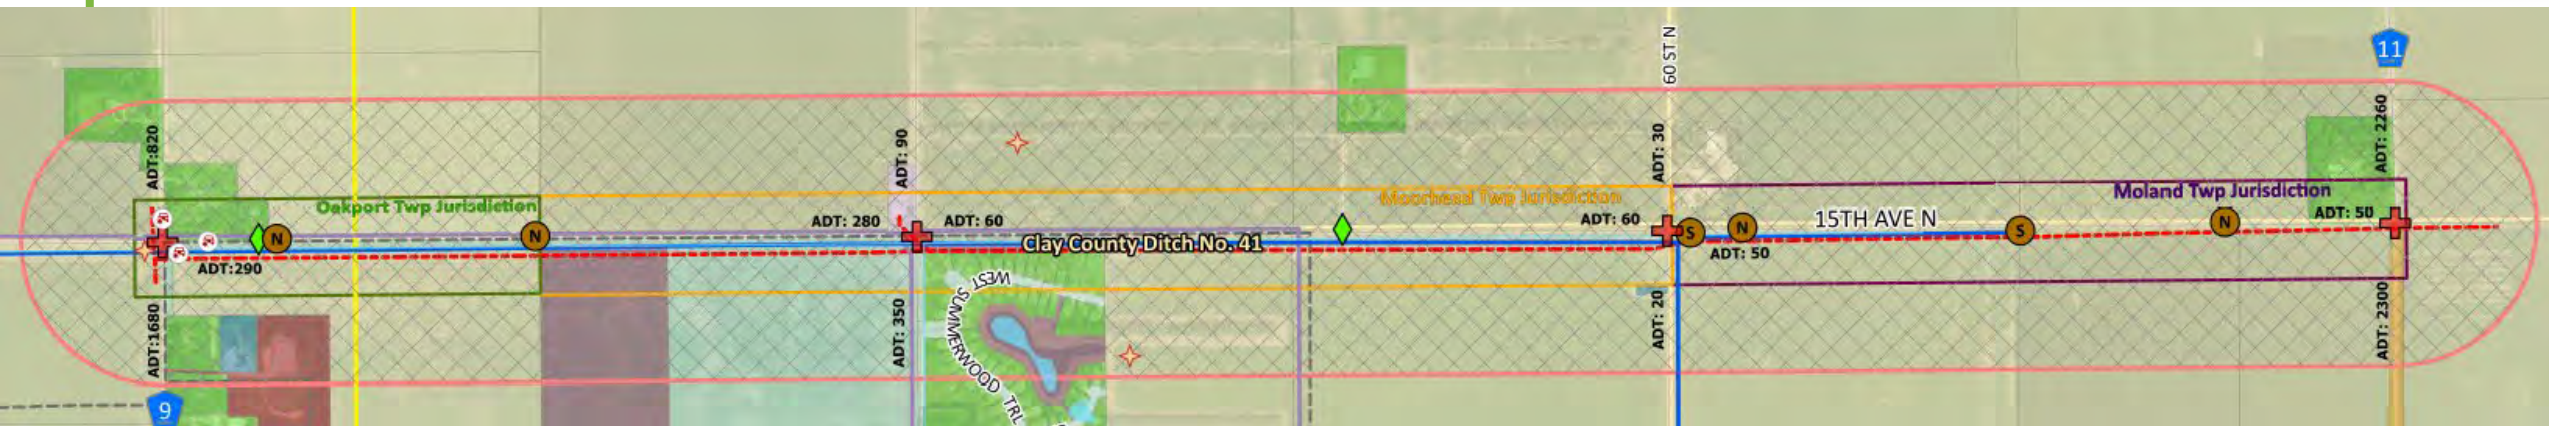 60 ST N
11
ADT:820
ADT: 90
ADT: 30
ADT: 2260
Oakport Twp Jurisdiction
Moorhead Twp Jurisdiction
Moland Twp Jurisdiction
ADT: 280
ADT: 60
ADT: 60
15TH AVE N
ADT: 50
N
N
S
N
S
N
Clay County Ditch No. 41
ADT:290
ADT: 50
WEST SUMMERWOOD TRL
ADT:1680
ADT: 350
ADT: 20
ADT: 2300
9